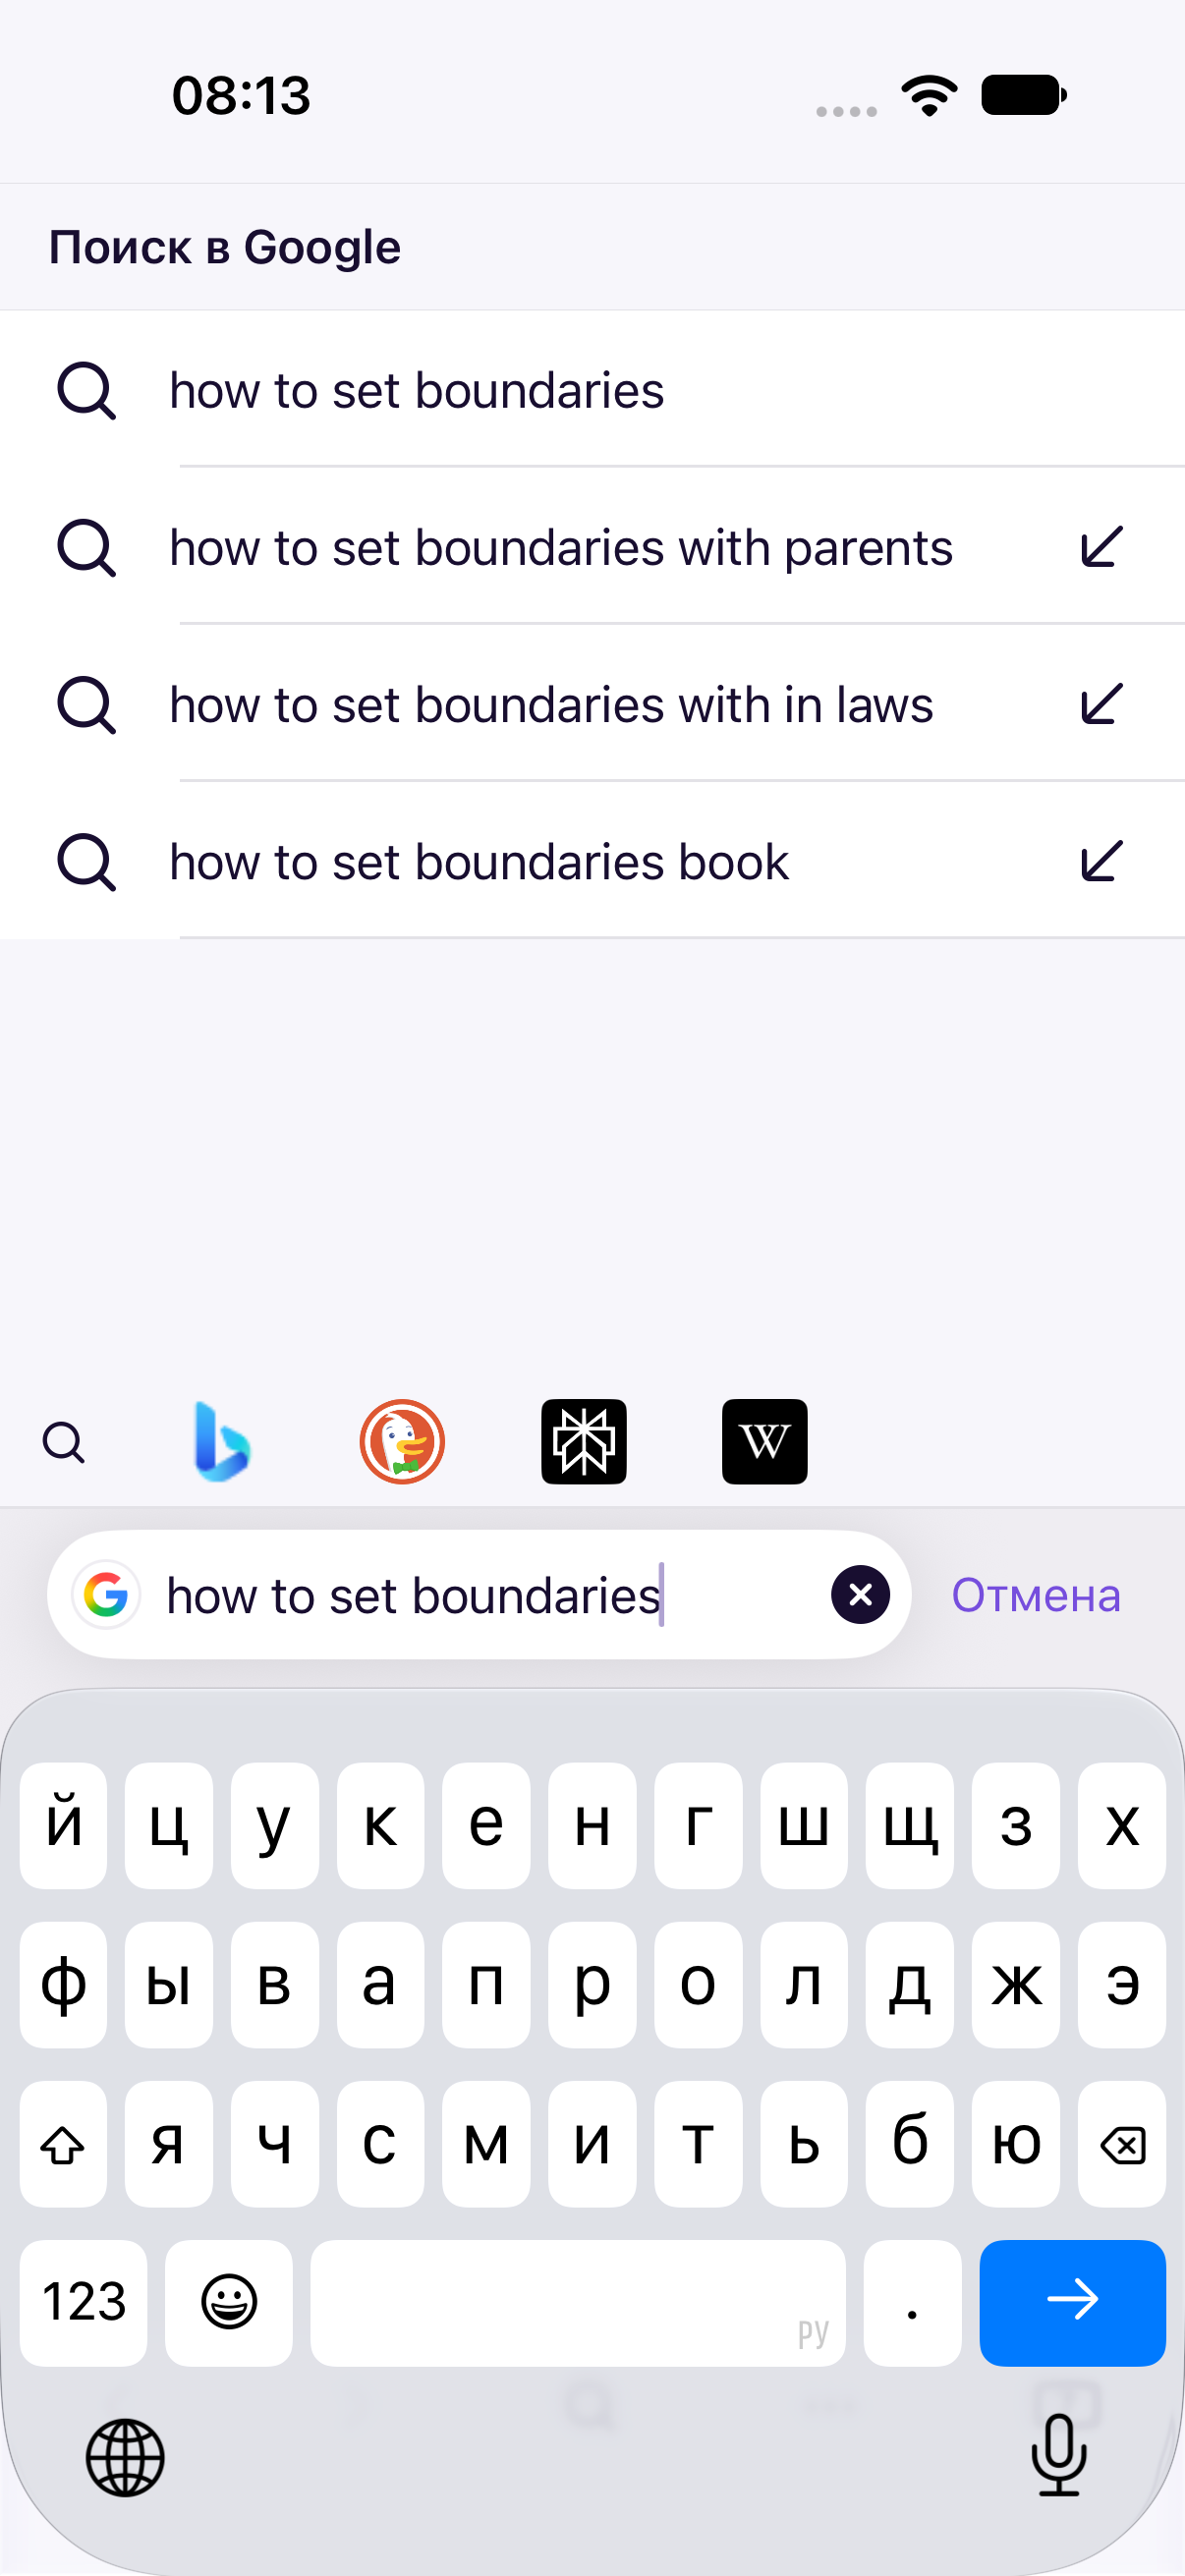 08:13
Поиск в Google
how to set boundaries
how to set boundaries with parents
how to set boundaries with in laws
how to set boundaries book
W
how to set boundaries
Отмена
й ц у к е н г ш щ з х
ф ы в а п р о л д ж э
я ч с м и т ь б ю
123 . 
РУ